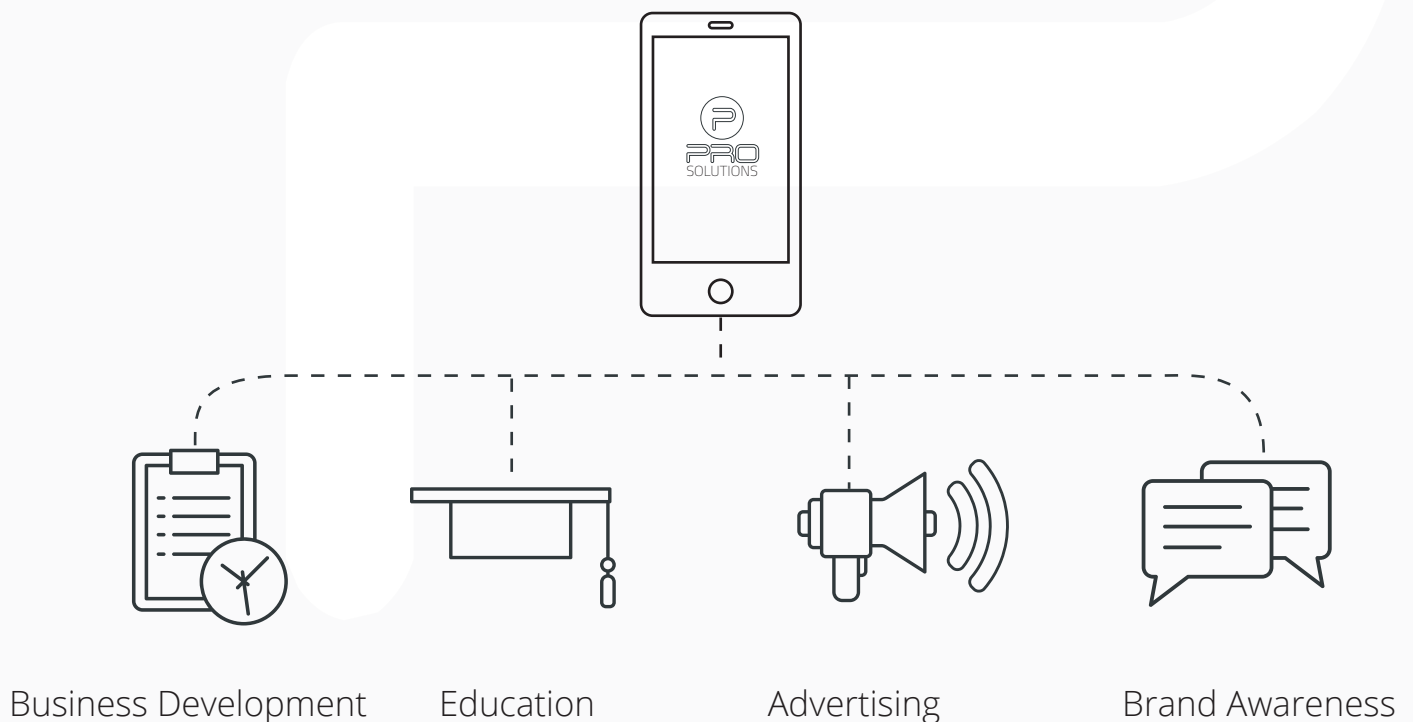 P
PRO
SOLUTIONS
Business Development
Education
Advertising
Brand Awareness